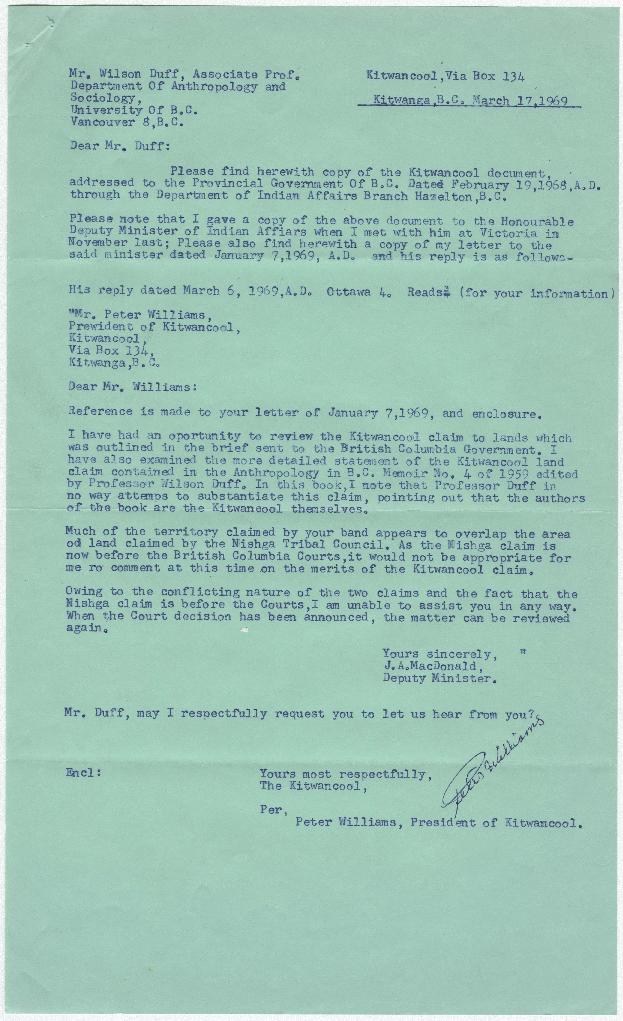 Mr. Wilson Duff, Associate Prof.
Department Of Anthropology and
Sociology,
University Of B.C.
Vancouver 8,B.C.
Kitwancool,Via Box 134
Kitwanga,B.C. March 17,1969
Dear Mr. Duff:
Please find herewith copy of the Kitwancool document,
addressed to the Provincial Government Of B.C. Dated February 19,1968,A.D.
through the Department of Indian Affairs Branch Hazelton,B.C.
Please note that I gave a copy of the above document to the Honourable
Deputy Minister of Indian Affiars when I met with him at Victoria in
November last; Please also find herewith a copy of my letter to the
said minister dated January 7,1969, A.D. and his reply is as follows-
His reply dated March 6, 1969,A.D. Ottawa 4. Reads: (for your information)
"Mr. Peter Williams,
Prewident of Kitwancool,
Kitwancool,
Via Box 134,
Kitwanga,B.C.
Dear Mr. Williams:
Reference is made to your letter of January 7,1969, and enclosure.
I have had an oportunity to review the Kitwancool claim to lands which
was outlined in the brief sent to the British Columbia Government. I
have also examined the more detailed statement of the Kitwancool land
claim contained in the Anthropology in B.C. Memoir No. 4 of 1959 edited
by Professor Wilson Duff. In this book,I note that Professor Duff in
no way attemps to substantiate this claim, pointing out that the authors
of the book are the Kitwancool themselves.
Much of the territory claimed by your band appears to overlap the area
od land claimed by the Nishga Tribal Council. As the Nishga claim is
now before the British Columbia Courts,it would not be appropriate for
me ro comment at this time on the merits of the Kitwancool claim.
Owing to the conflicting nature of the two claims and the fact that the
Nishga claim is before the Courts,I am unable to assist you in any way.
When the Court decision has been announced, the matter can be reviewed
again.
Yours sincerely, "
J.A.MacDonald,
Deputy Minister.
Mr. Duff, may I respectfully request you to let us hear from you?
Peter Williams
Encl:
Yours most respectfully,
The Kitwancool,
Per,
Peter Williams, President of Kitwancool.